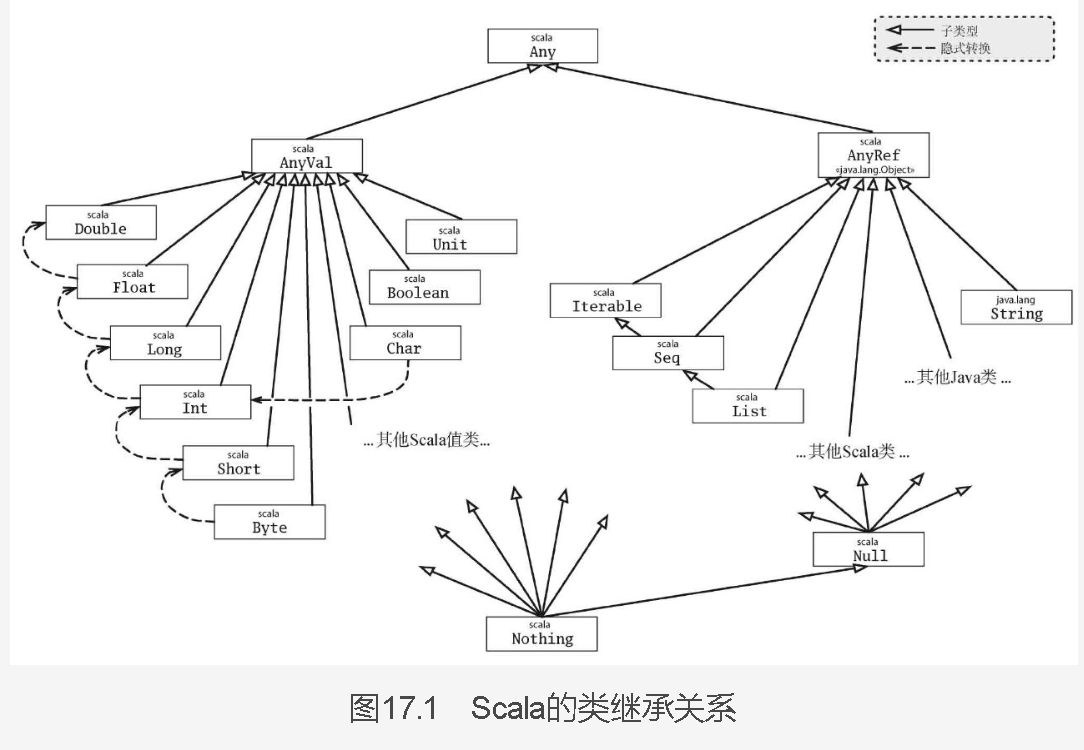 scala
Any
子类型
隐式转换
scala
AnyVal
scala
AnyRef
«java.lang.Object»
scala
Double
scala
Unit
scala
Float
scala
Boolean
scala
Iterable
java.lang
String
scala
Long
scala
Char
scala
Seq
scala
Int
scala
List
...其他Java类 ...
...其他Scala值类...
...其他Scala类 ...
scala
Short
scala
Byte
scala
Null
scala
Nothing
图17.1 Scala的类继承关系